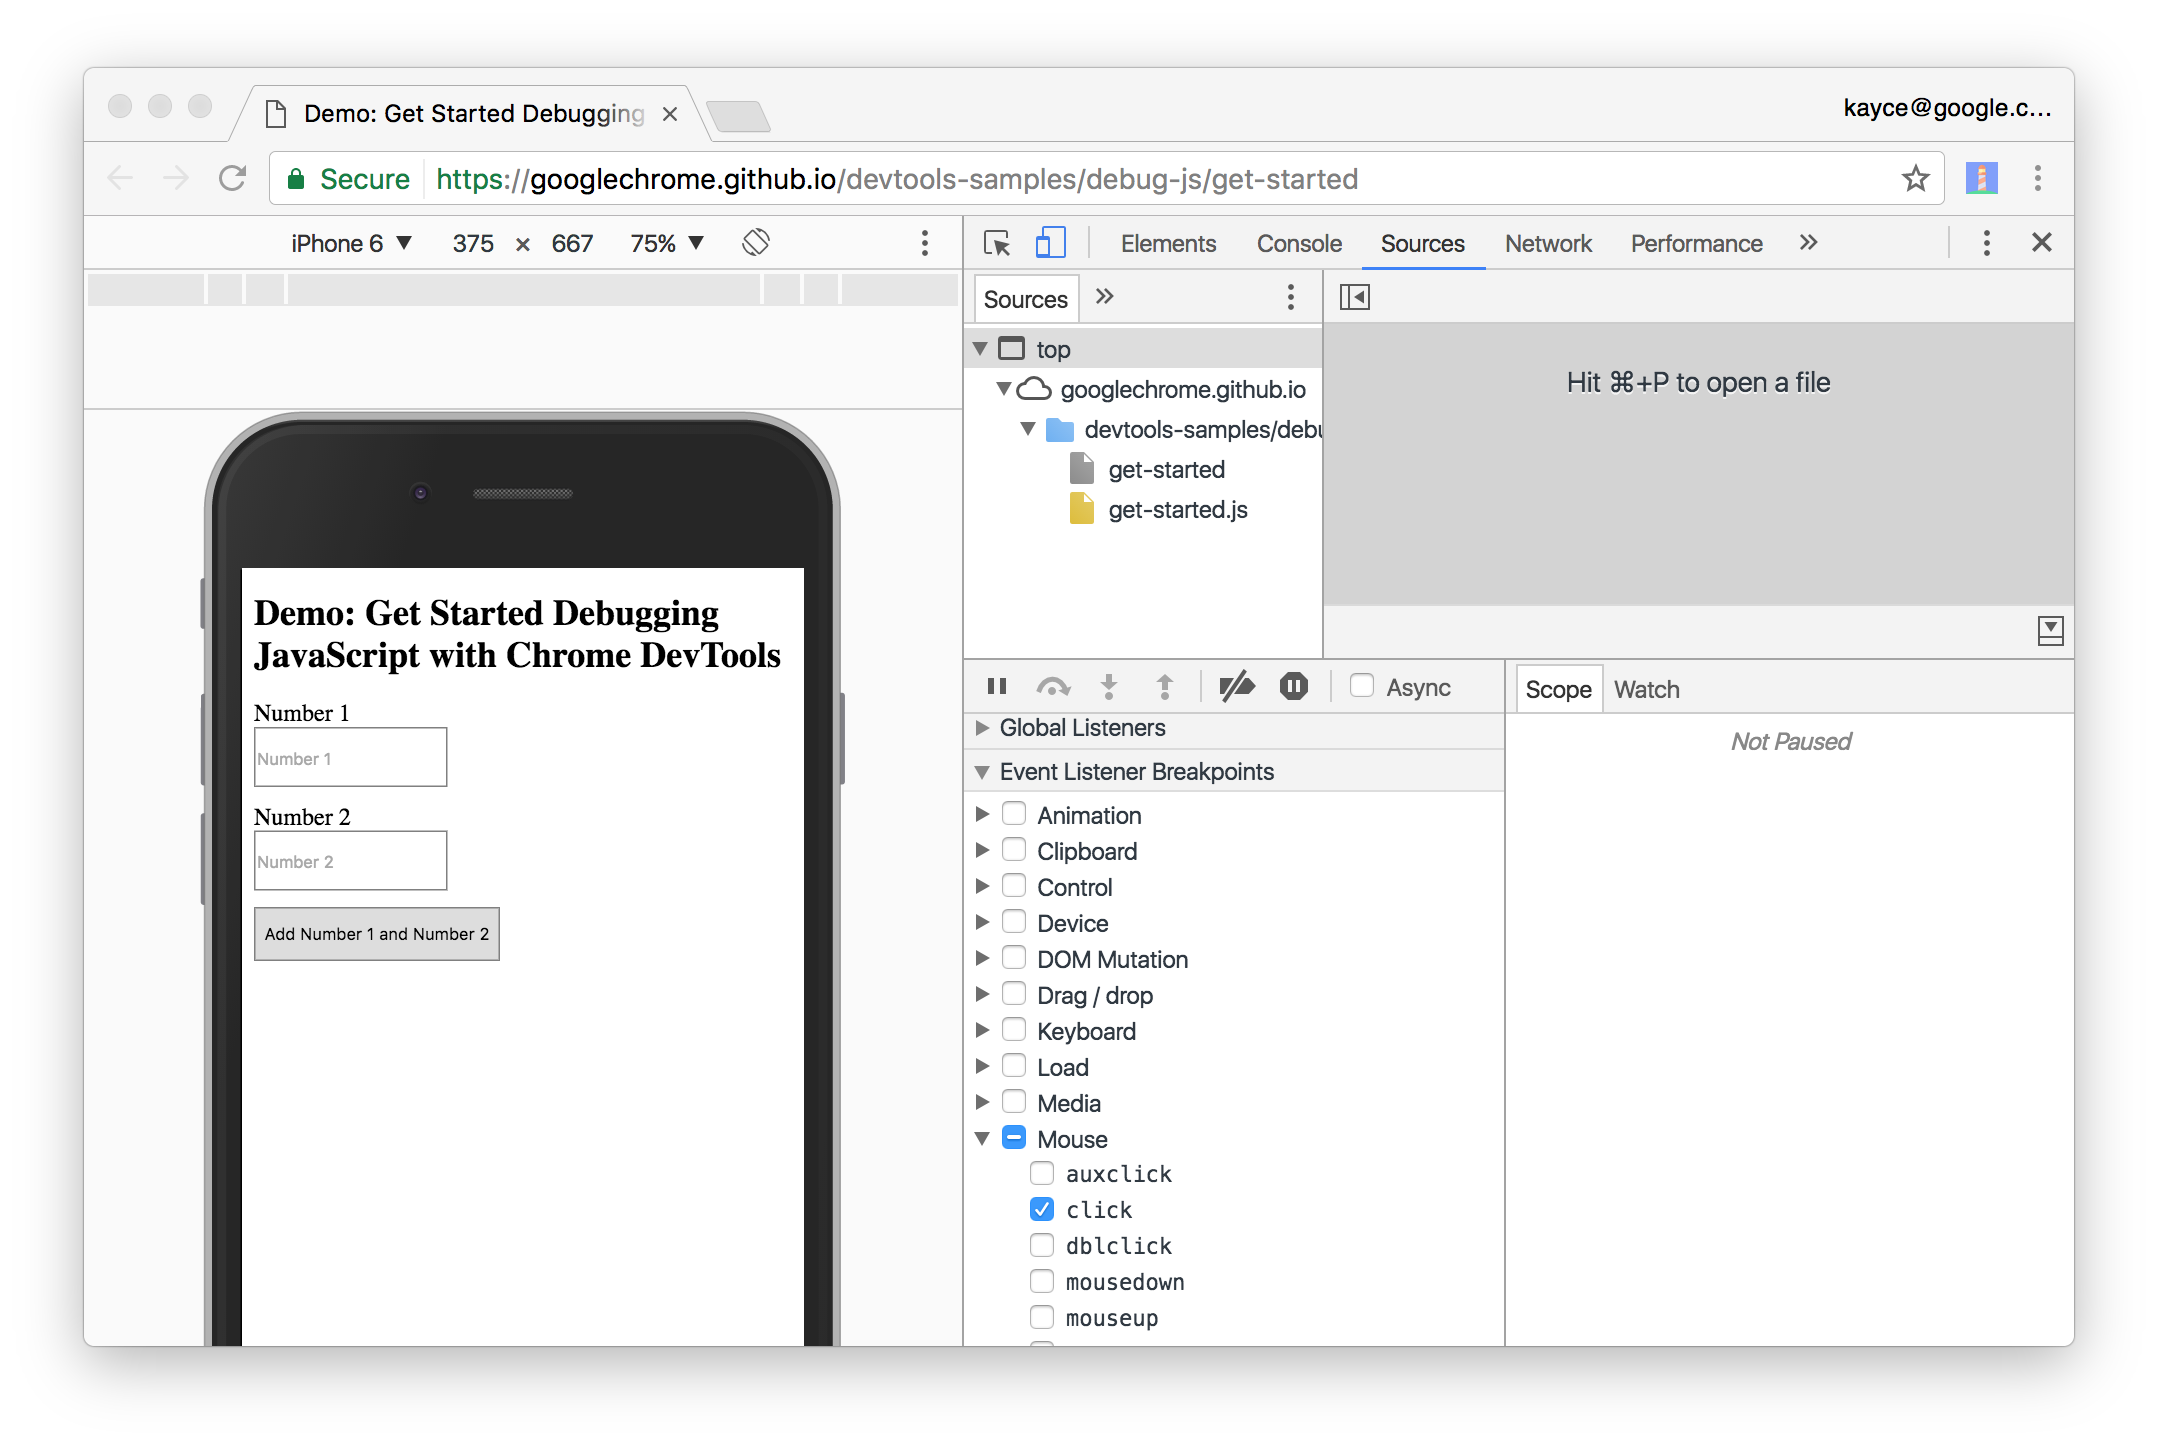 Demo: Get Started Debugging
kayce@google.c...
Secure https://googlechrome.github.io/devtools-samples/debug-js/get-started
iPhone 6 375 × 667 75%
Elements Console Sources Network Performance
Sources
top
googlechrome.github.io
devtools-samples/debu
get-started
get-started.js
Hit ⌘+P to open a file
Demo: Get Started Debugging
JavaScript with Chrome DevTools
Number 1
Number 1
Number 2
Number 2
Add Number 1 and Number 2
Async
Global Listeners
Event Listener Breakpoints
Animation
Clipboard
Control
Device
DOM Mutation
Drag / drop
Keyboard
Load
Media
Mouse
auxclick
click
dblclick
mousedown
mouseup
Scope Watch
Not Paused